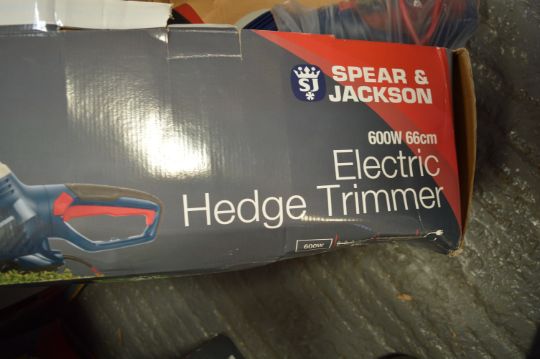 SJ
SPEAR &
JACKSON
600W 66cm
Electric
Hedge Trimmer
600W